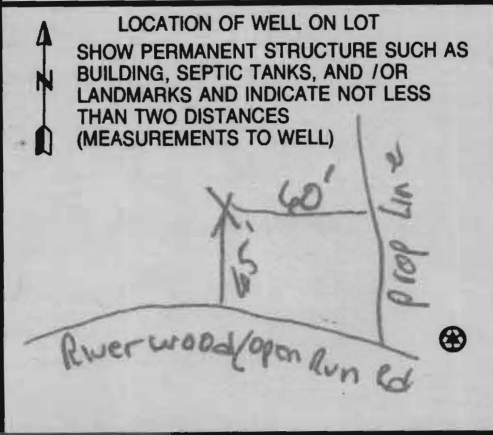 LOCATION OF WELL ON LOT
SHOW PERMANENT STRUCTURE SUCH AS
BUILDING, SEPTIC TANKS, AND /OR
LANDMARKS AND INDICATE NOT LESS
THAN TWO DISTANCES
(MEASUREMENTS TO WELL)
N
60'
65'
Prop Line
Riverwood/Open Run Rd